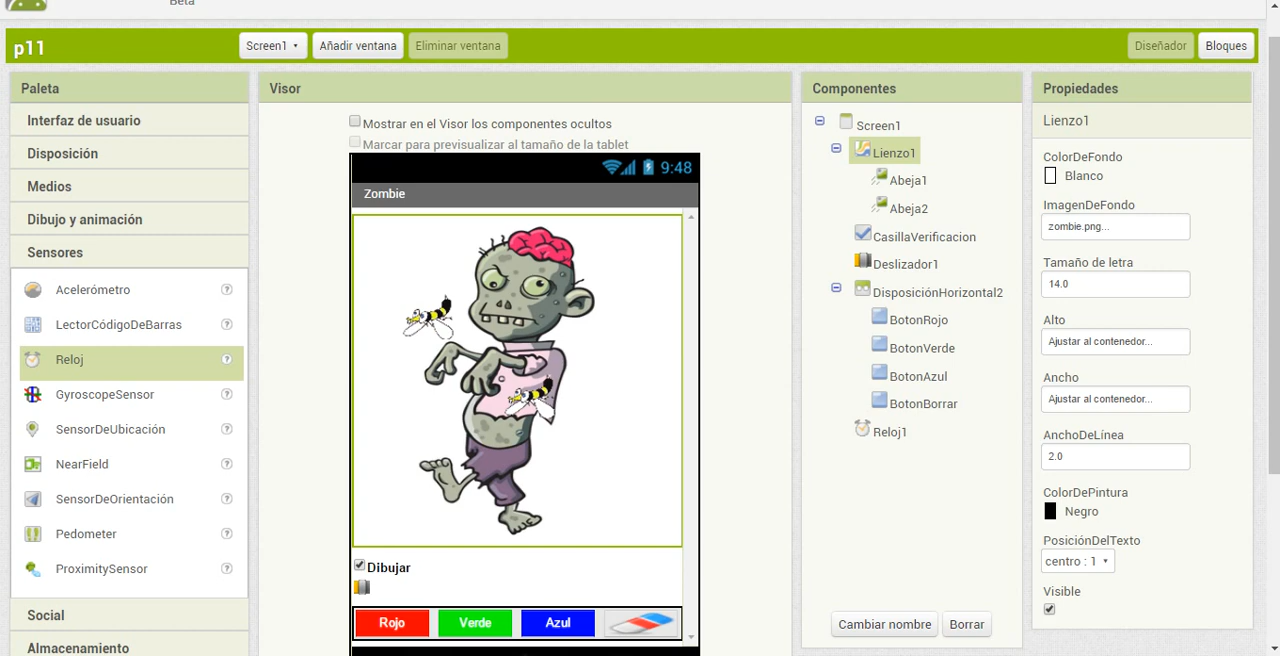 Beta
p11
Screen1
Añadir ventana
Eliminar ventana
Diseñador
Bloques
Paleta
Interfaz de usuario
Disposición
Medios
Dibujo y animación
Sensores
Acelerómetro
LectorCódigoDeBarras
Reloj
GyroscopeSensor
SensorDeUbicación
NearField
SensorDeOrientación
Pedometer
ProximitySensor
Social
Almacenamiento
Visor
Mostrar en el Visor los componentes ocultos
Marcar para previsualizar al tamaño de la tablet
9:48
Zombie
Dibujar
Rojo
Verde
Azul
Componentes
Screen1
Lienzo1
Abeja1
Abeja2
CasillaVerificacion
Deslizador1
DisposiciónHorizontal2
BotonRojo
BotonVerde
BotonAzul
BotonBorrar
Reloj1
Cambiar nombre
Borrar
Propiedades
Lienzo1
ColorDeFondo
Blanco
ImagenDeFondo
zombie.png...
Tamaño de letra
14.0
Alto
Ajustar al contenedor...
Ancho
Ajustar al contenedor...
AnchoDeLínea
2.0
ColorDePintura
Negro
PosiciónDelTexto
centro : 1
Visible